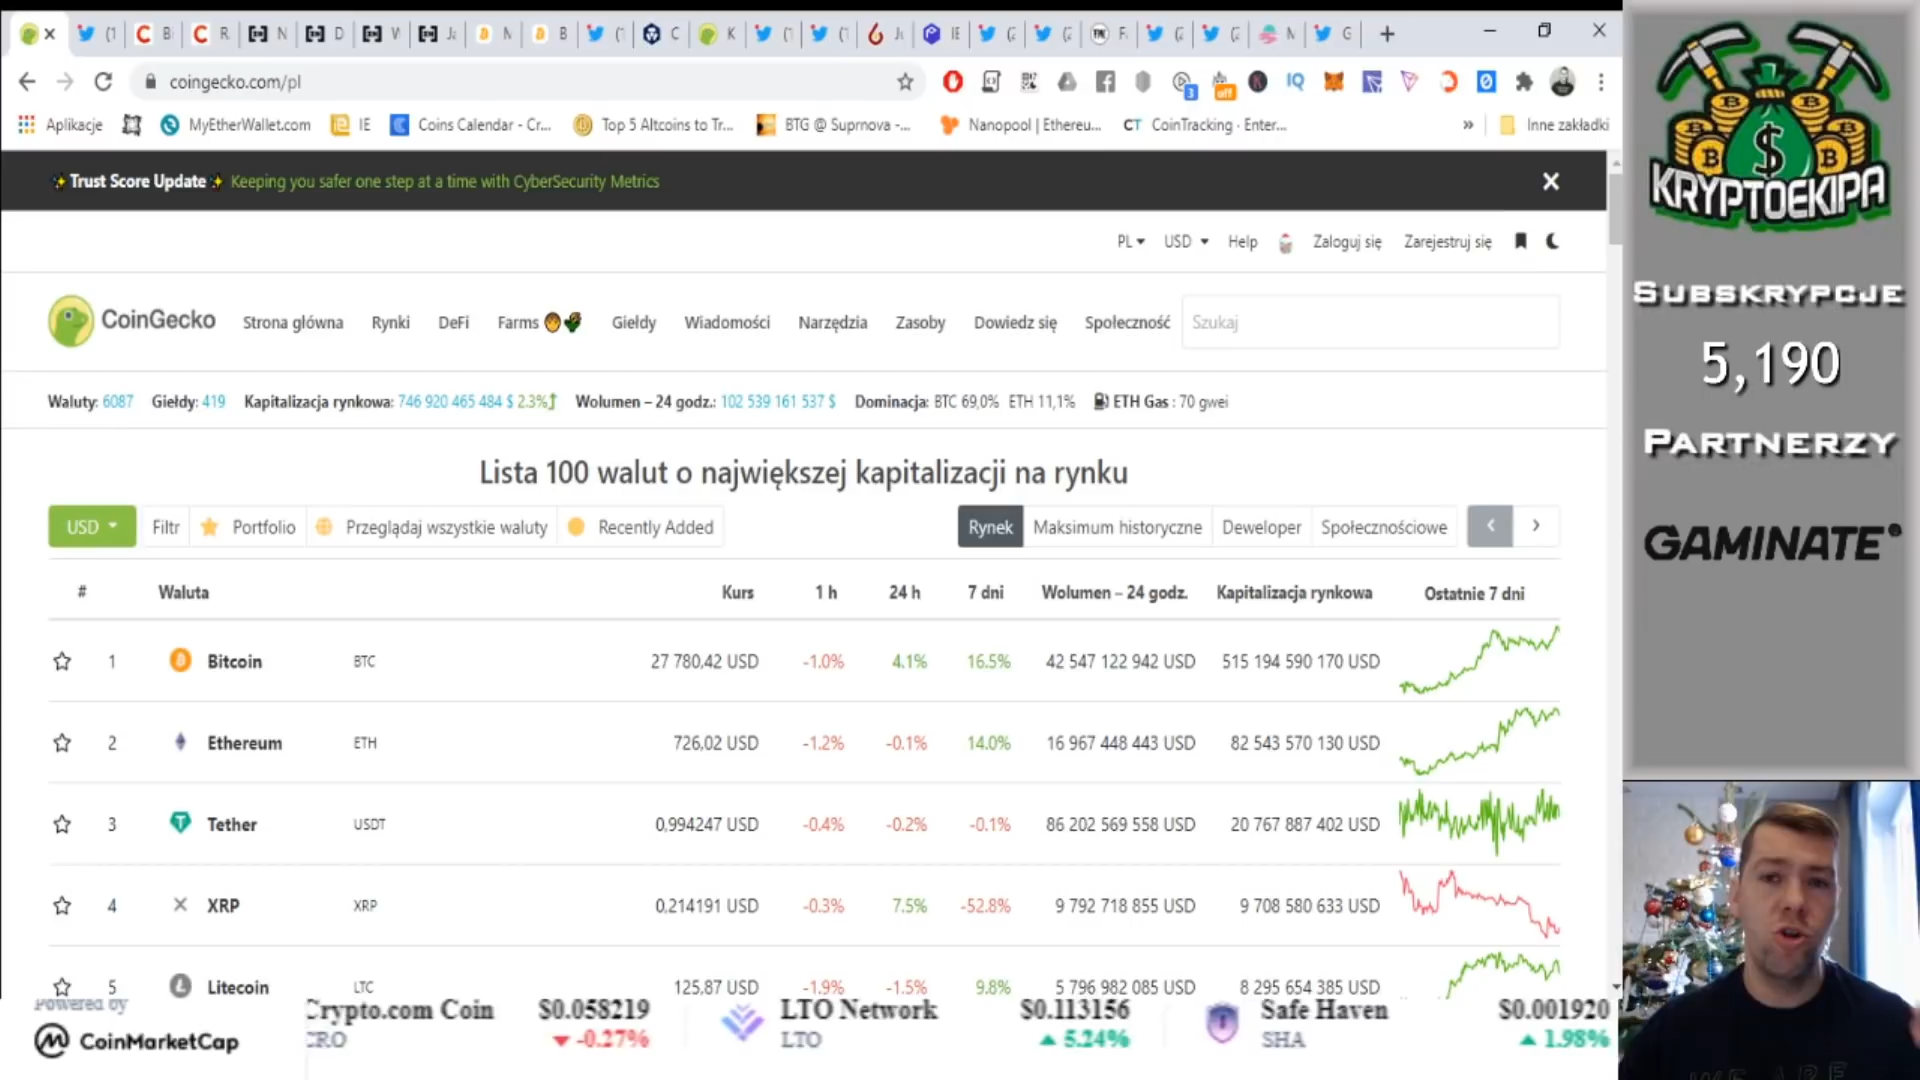 coingecko.com/pl
3
off
IQ
Aplikacje
MyEtherWallet.com
IE
Coins Calendar - Cr...
Top 5 Altcoins to Tr...
BTG @ Suprnova -...
Nanopool | Ethereu...
CT CoinTracking · Enter...
»
Inne zakładki
Trust Score Update Keeping you safer one step at a time with CyberSecurity Metrics
PL USD Help Zaloguj się Zarejestruj się
CoinGecko Strona główna Rynki DeFi Farms Giełdy Wiadomości Narzędzia Zasoby Dowiedz się Społeczność Szukaj
Waluty: 6087 Giełdy: 419 Kapitalizacja rynkowa: 746 920 465 484 $ 2.3% Wolumen – 24 godz.: 102 539 161 537 $ Dominacja: BTC 69,0% ETH 11,1% ETH Gas : 70 gwei
Lista 100 walut o największej kapitalizacji na rynku
USD Filtr Portfolio Przeglądaj wszystkie waluty Recently Added Rynek Maksimum historyczne Deweloper Społecznościowe
# Waluta Kurs 1 h 24 h 7 dni Wolumen – 24 godz. Kapitalizacja rynkowa Ostatnie 7 dni
1 Bitcoin BTC 27 780,42 USD -1.0% 4.1% 16.5% 42 547 122 942 USD 515 194 590 170 USD
2 Ethereum ETH 726,02 USD -1.2% -0.1% 14.0% 16 967 448 443 USD 82 543 570 130 USD
3 Tether USDT 0,994247 USD -0.4% -0.2% -0.1% 86 202 569 558 USD 20 767 887 402 USD
4 XRP XRP 0,214191 USD -0.3% 7.5% -52.8% 9 792 718 855 USD 9 708 580 633 USD
5 Litecoin LTC 125,87 USD -1.9% -1.5% 9.8% 5 796 982 085 USD 8 295 654 385 USD
Powered by
CoinMarketCap
Crypto.com Coin $0.058219
CRO -0.27%
LTO Network $0.113156
LTO 5.24%
Safe Haven $0.001920
SHA 1.98%
KRYPTOEKIPA
SUBSKRYPCJE
5,190
PARTNERZY
GAMINATE